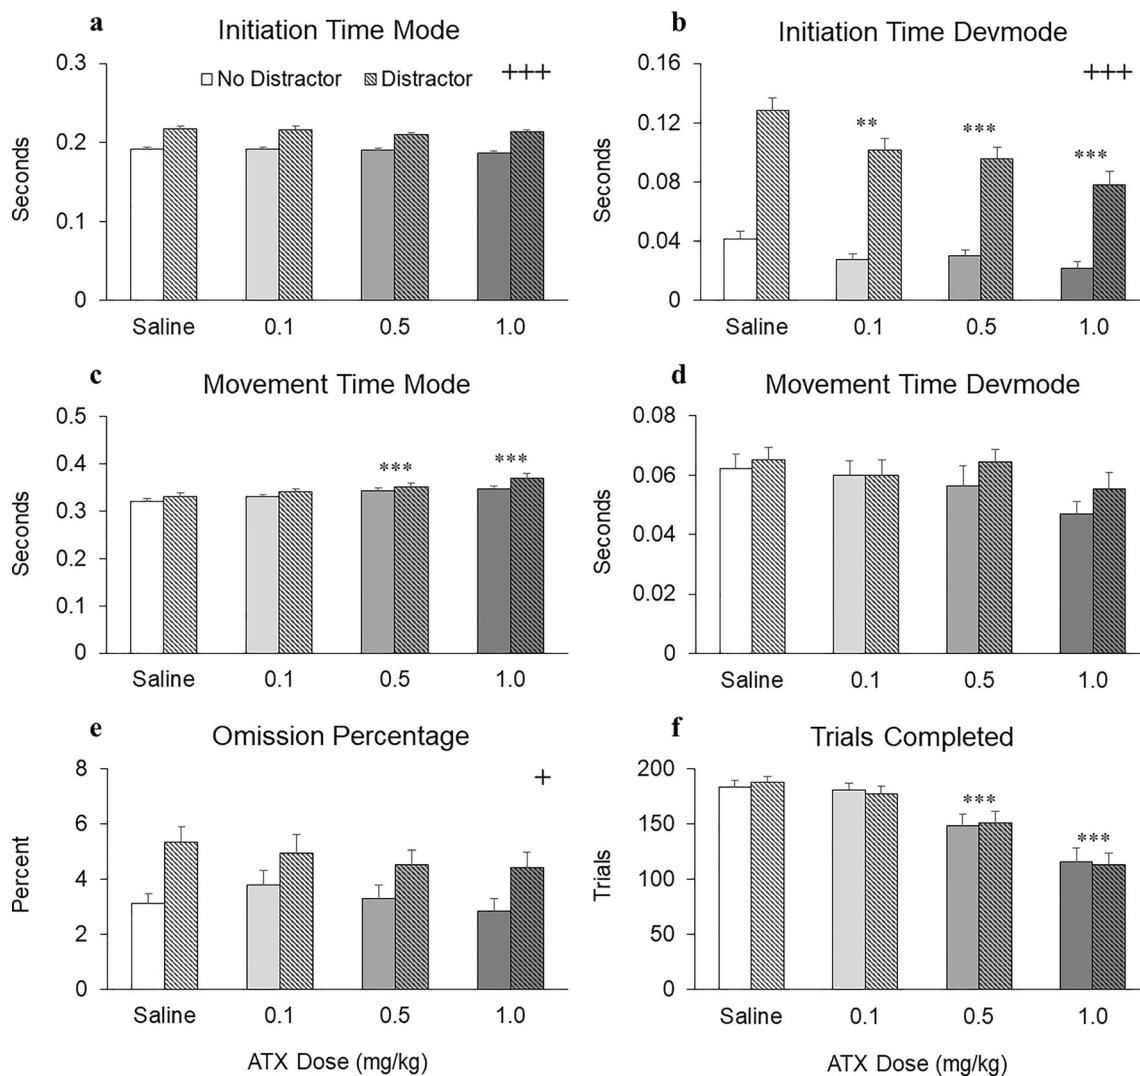 a
Initiation Time Mode
0.3
0.2
0.1
0
Seconds
No Distractor
Distractor
+++
Saline
0.1
0.5
1.0
b
Initiation Time Devmode
0.16
0.12
0.08
0.04
0
Seconds
+++
**
***
***
Saline
0.1
0.5
1.0
c
Movement Time Mode
0.5
0.4
0.3
0.2
0.1
0
Seconds
***
***
Saline
0.1
0.5
1.0
d
Movement Time Devmode
0.08
0.06
0.04
0.02
0
Seconds
Saline
0.1
0.5
1.0
e
Omission Percentage
8
6
4
2
0
Percent
+
Saline
0.1
0.5
1.0
ATX Dose (mg/kg)
f
Trials Completed
200
150
100
50
0
Trials
***
***
Saline
0.1
0.5
1.0
ATX Dose (mg/kg)